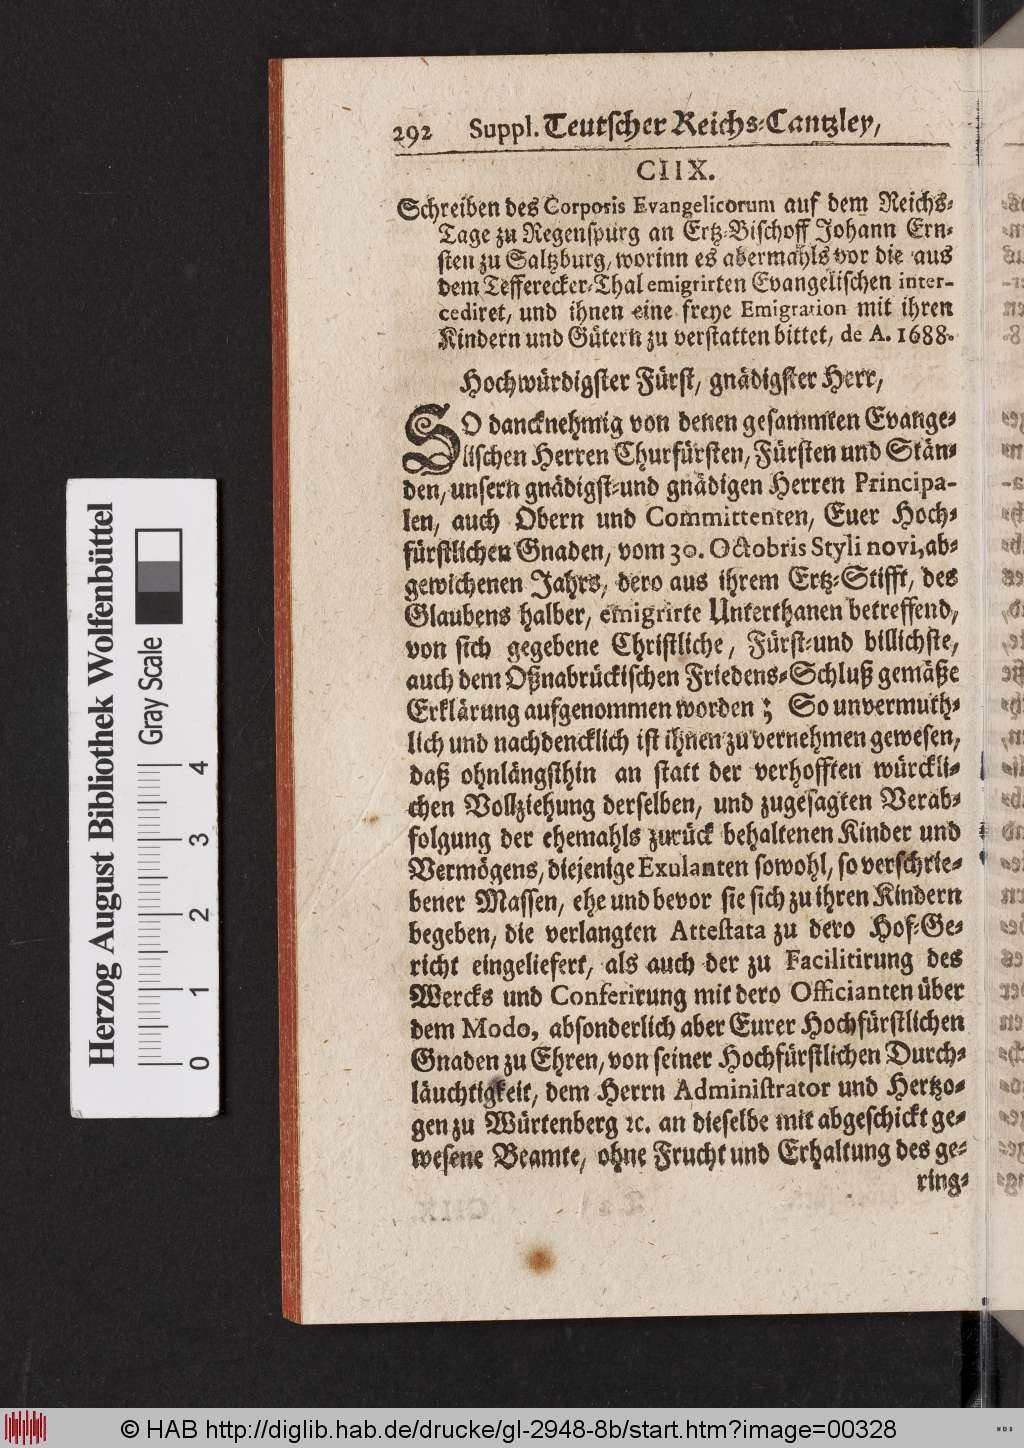 292 Suppl. Teutscher Reichs-Cantzley,
CIIX.
Schreiben des Corporis Evangelicorum auf dem Reichs-
Tage zu Regenspurg an Ertz-Bischoff Johann Ern-
sten zu Saltzburg, worinn es abermahls vor die aus
dem Tefferecker-Thal emigrirten Evangelischen inter-
cediret, und ihnen eine freye Emigration mit ihren
Kindern und Gütern zu verstatten bittet, de A. 1688.
Hochwürdigster Fürst, gnädigster Herr,
SO dancknehmig von denen gesammten Evange-
lischen Herren Churfürsten, Fürsten und Stän-
den, unsern gnädigst-und gnädigen Herren Principa-
len, auch Obern und Committenten, Euer Hoch-
fürstlichen Gnaden, vom 30. Octobris Styli novi, ab-
gewichenen Jahrs, dero aus ihrem Ertz-Stifft, des
Glaubens halber, emigrirte Unterthanen betreffend,
von sich gegebene Christliche, Fürst-und billichste,
auch dem Oßnabrückischen Friedens-Schluß gemäße
Erklärung aufgenommen worden; So unvermuth-
lich und nachdencklich ist ihnen zu vernehmen gewesen,
daß ohnlängsthin an statt der verhofften würckli-
chen Vollziehung derselben, und zugesagten Verab-
folgung der ehemahls zurück behaltenen Kinder und
Vermögens, diejenige Exulanten sowohl, so verschrie-
bener Massen, ehe und bevor sie sich zu ihren Kindern
begeben, die verlangten Attestata zu dero Hof-Ge-
richt eingeliefert, als auch der zu Facilitirung des
Wercks und Conferirung mit dero Officianten über
dem Modo, absonderlich aber Eurer Hochfürstlichen
Gnaden zu Ehren, von seiner Hochfürstlichen Durch-
läuchtigkeit, dem Herrn Administrator und Hertzo-
gen zu Würtenberg ꝛc. an dieselbe mit abgeschickt ge-
wesene Beamte, ohne Frucht und Erhaltung des ge-
ring-
Herzog August Bibliothek Wolfenbüttel
Gray Scale
0 1 2 3 4
© HAB http://diglib.hab.de/drucke/gl-2948-8b/start.htm?image=00328